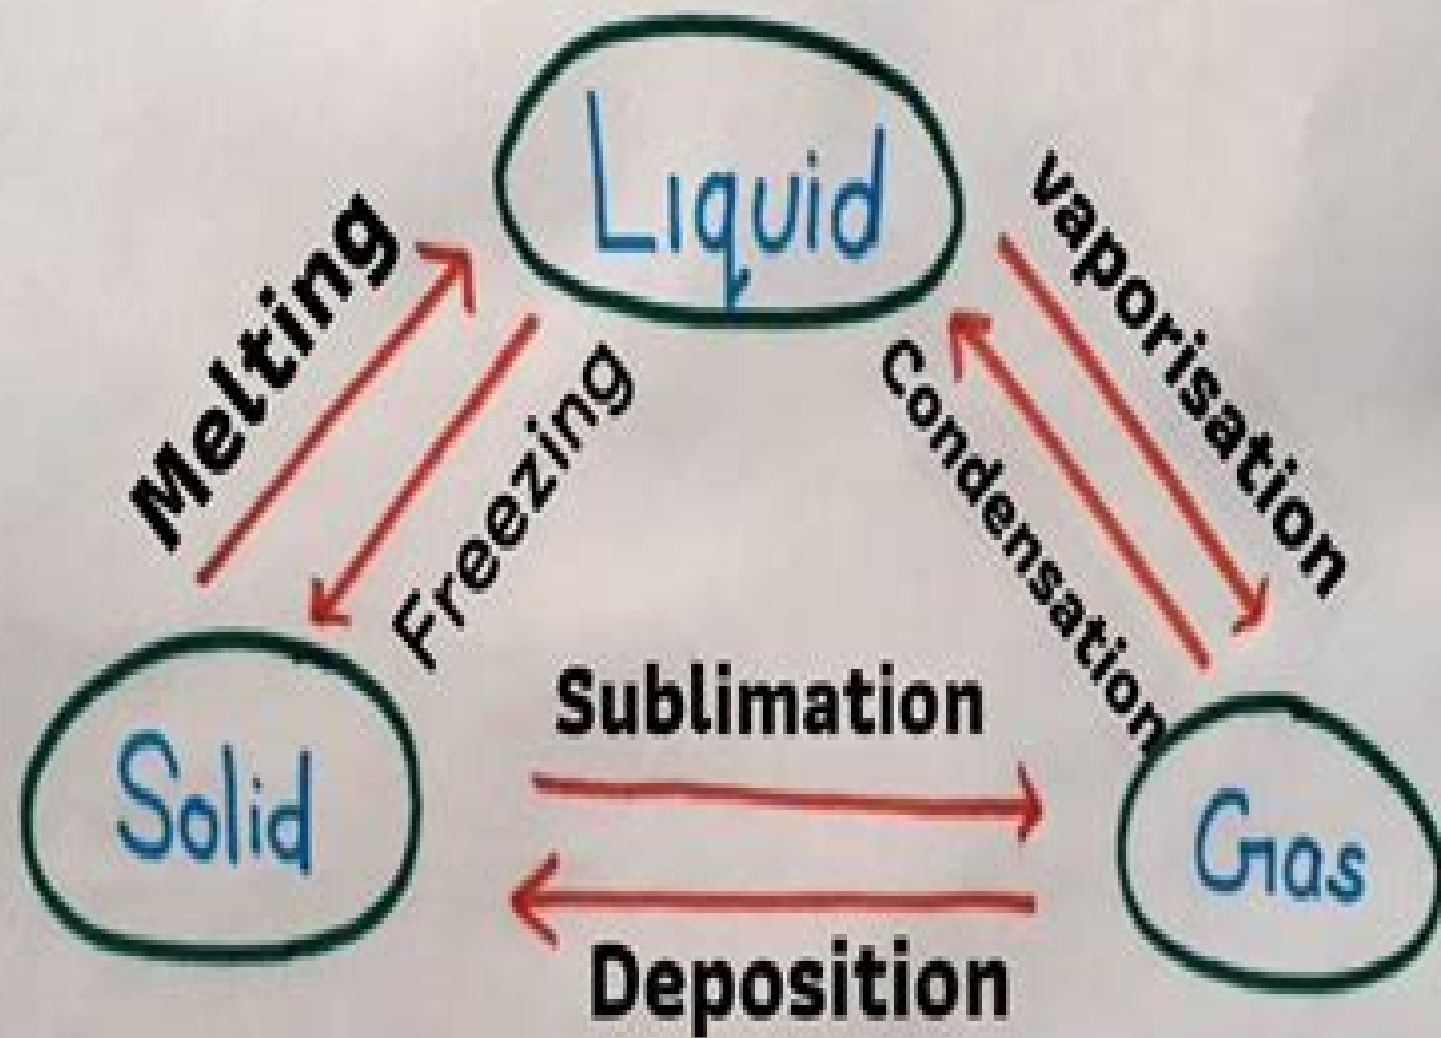 Liquid
Melting
Freezing
vaporisation
Condensation
Sublimation
Solid
Gas
Deposition